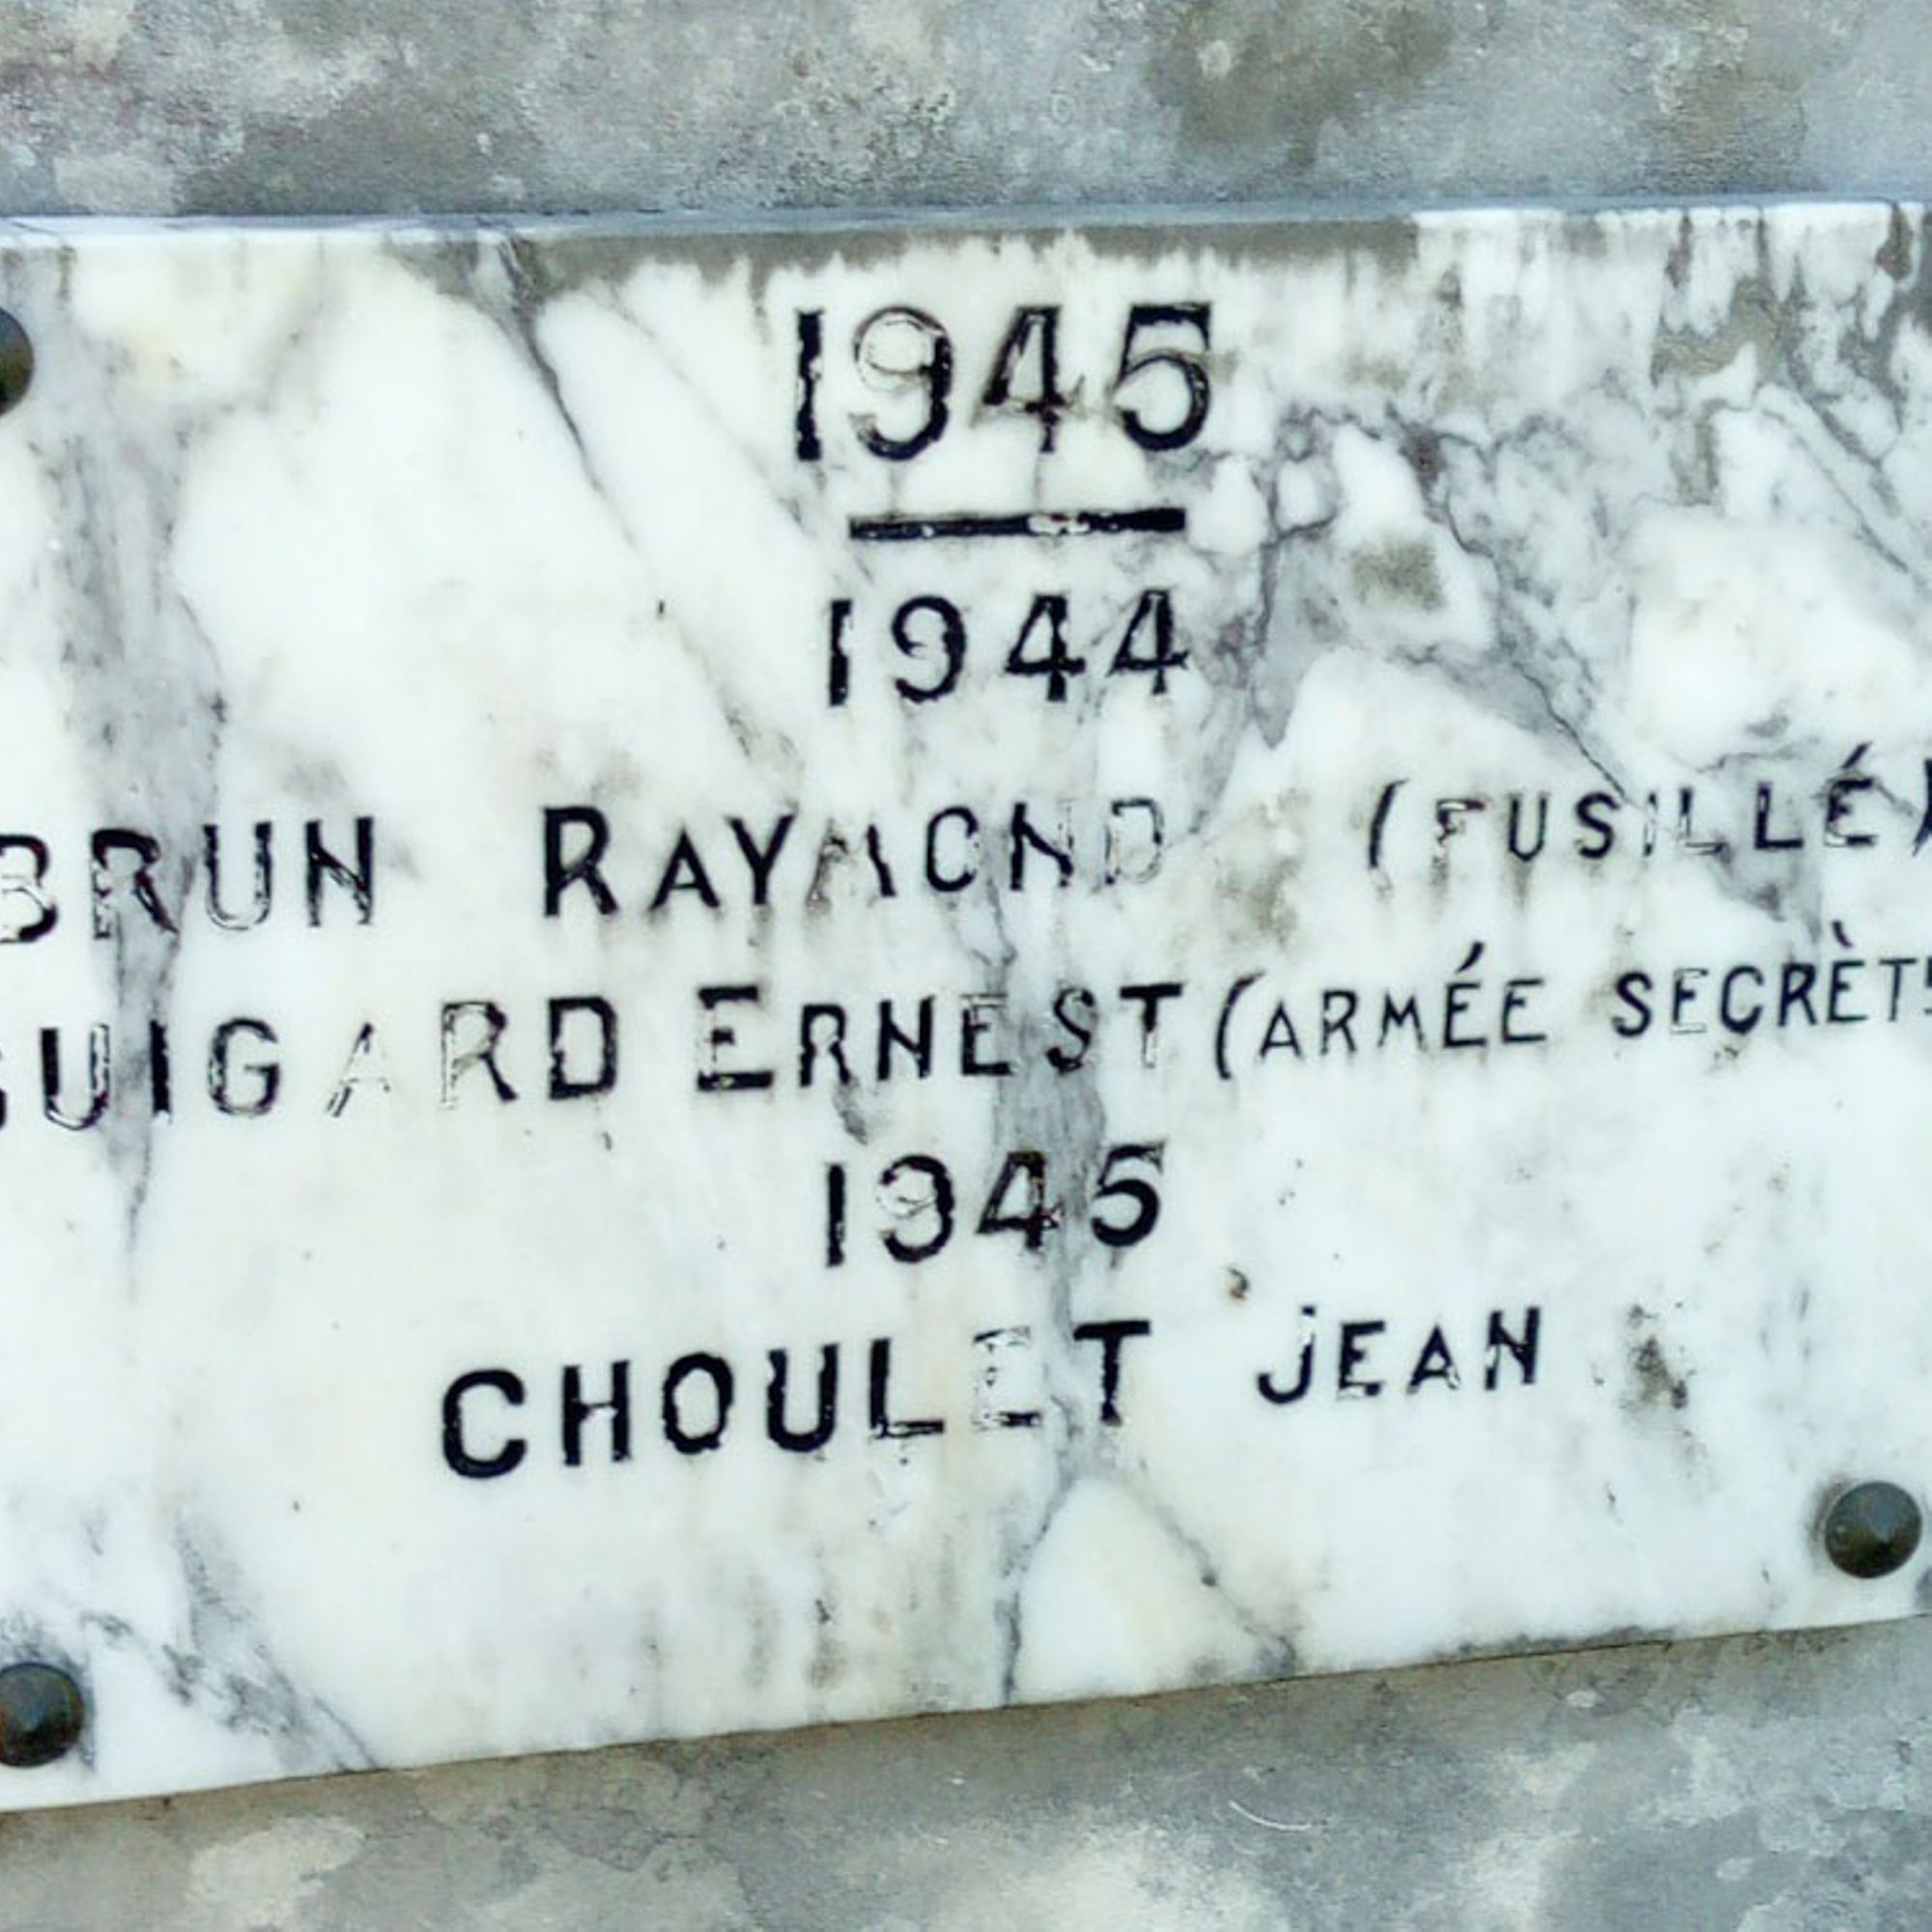 1945
1944
BRUN RAYMOND (FUSILLÉ)
GUIGARD ERNEST (ARMÉE SECRÈTE
1945
CHOULET JEAN